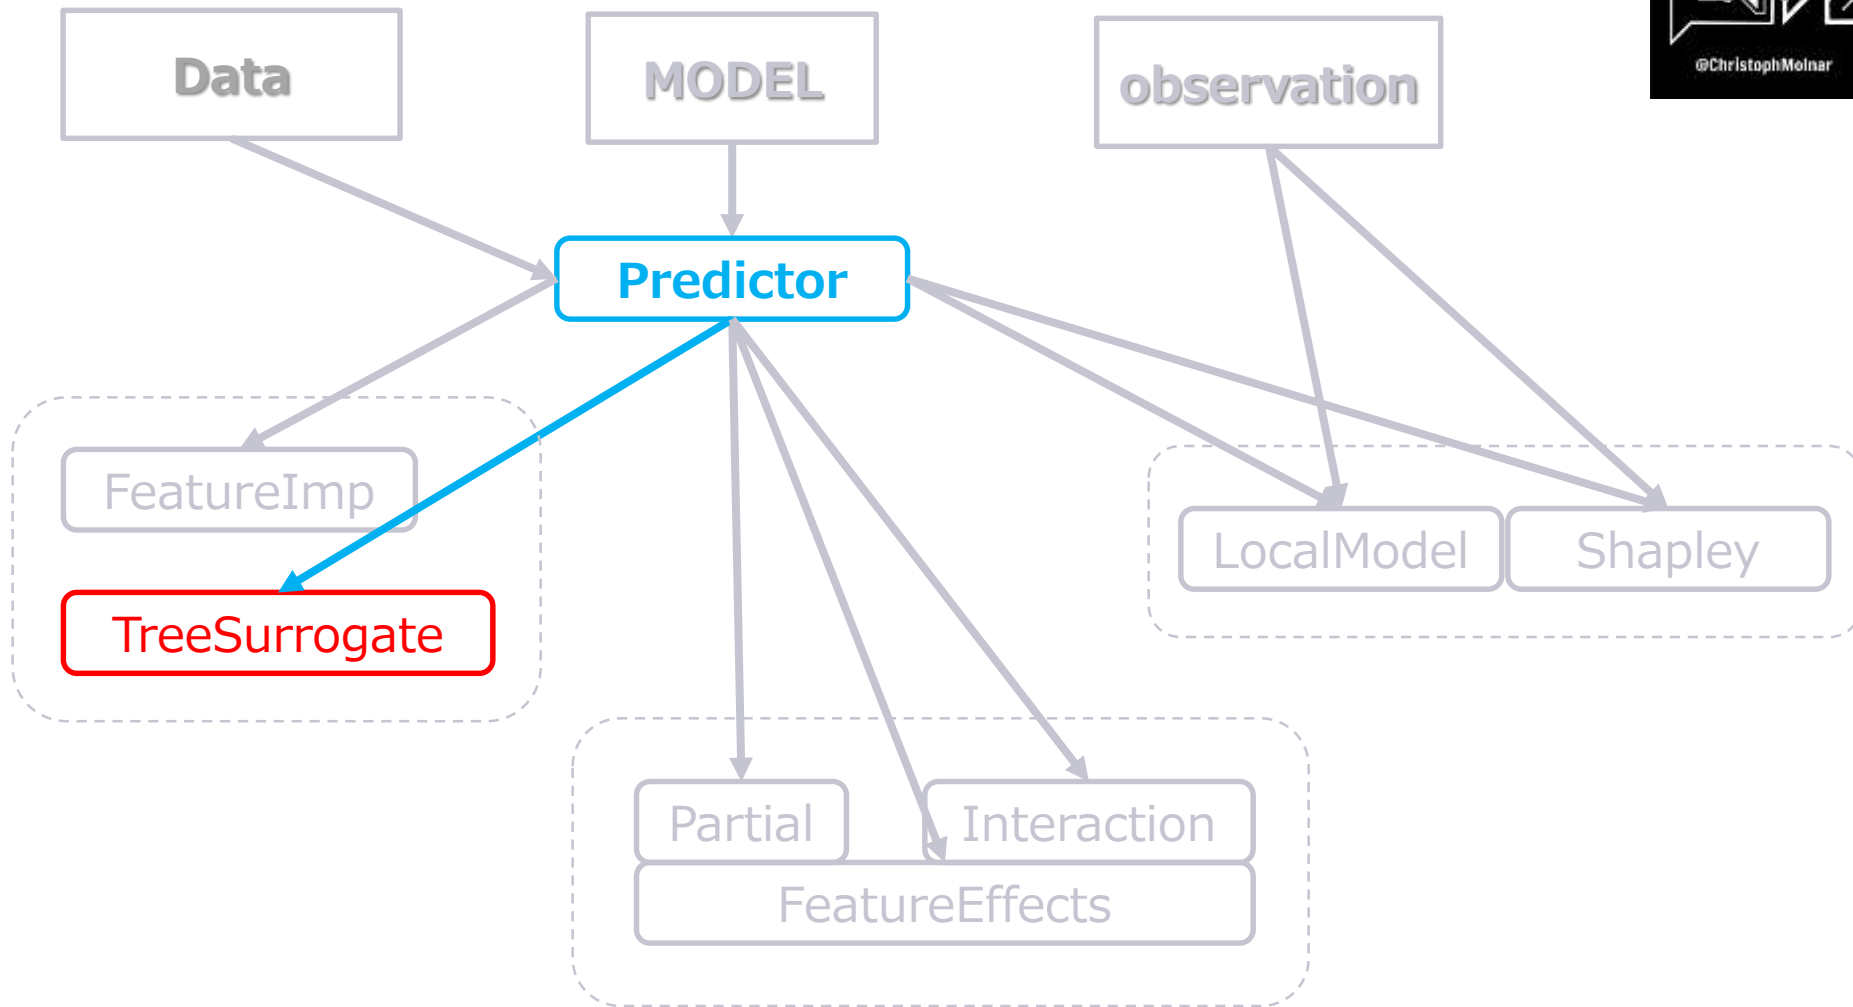 Data
MODEL
observation
@ChristophMolnar
Predictor
FeatureImp
TreeSurrogate
LocalModel
Shapley
Partial
Interaction
FeatureEffects